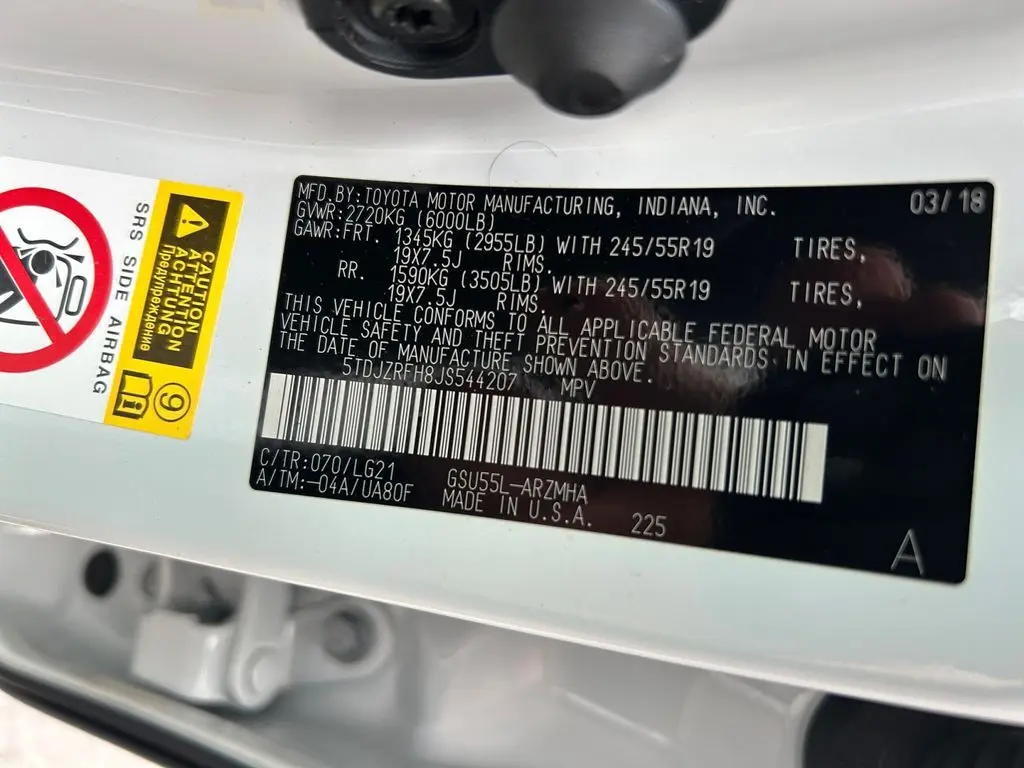 SRS SIDE AIRBAG
CAUTION
ATTENTION
ACHTUNG
Предупреждение
9
MFD. BY: TOYOTA MOTOR MANUFACTURING, INDIANA, INC. 03/18
GVWR: 2720KG (6000LB)
GAWR: FRT. 1345KG (2955LB) WITH 245/55R19 TIRES,
19X7.5J RIMS.
RR. 1590KG (3505LB) WITH 245/55R19 TIRES,
19X7.5J RIMS.
THIS VEHICLE CONFORMS TO ALL APPLICABLE FEDERAL MOTOR
VEHICLE SAFETY AND THEFT PREVENTION STANDARDS IN EFFECT ON
THE DATE OF MANUFACTURE SHOWN ABOVE.
5TDJZRFH8JS544207 MPV
C/TR: 070/LG21 GSU55L-ARZMHA
A/TM: -04A/UA80F MADE IN U.S.A. 225
A